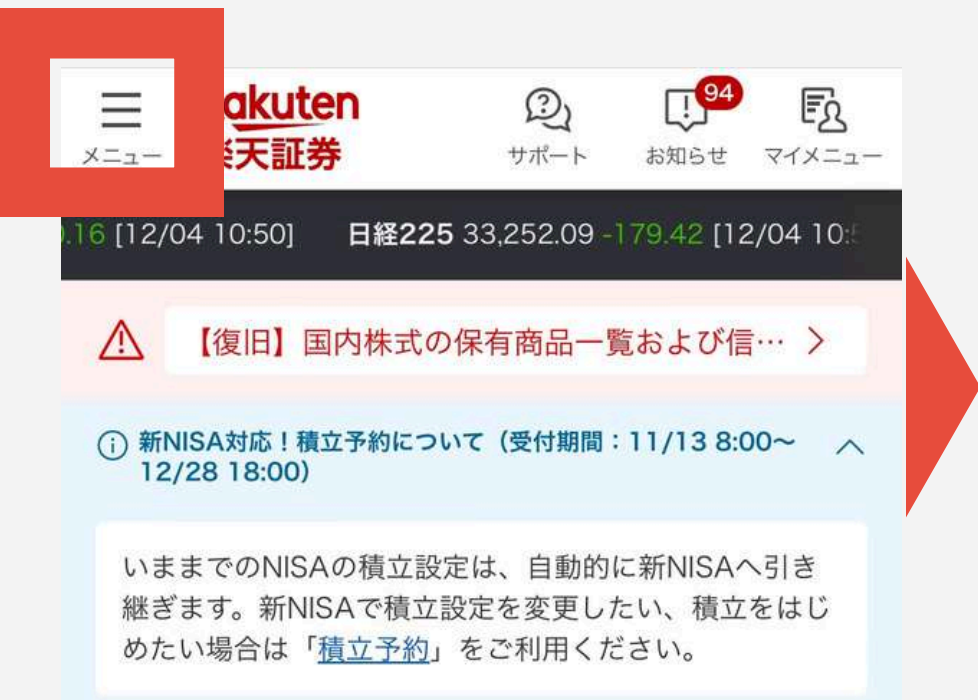 メニュー
akuten
天証券
サポート
94
お知らせ
マイメニュー
.16 [12/04 10:50] 日経225 33,252.09 -179.42 [12/04 10:
【復旧】国内株式の保有商品一覧および信… >
新NISA対応！積立予約について（受付期間：11/13 8:00〜
12/28 18:00）
いままでのNISAの積立設定は、自動的に新NISAへ引き
継ぎます。新NISAで積立設定を変更したい、積立をはじ
めたい場合は「積立予約」をご利用ください。